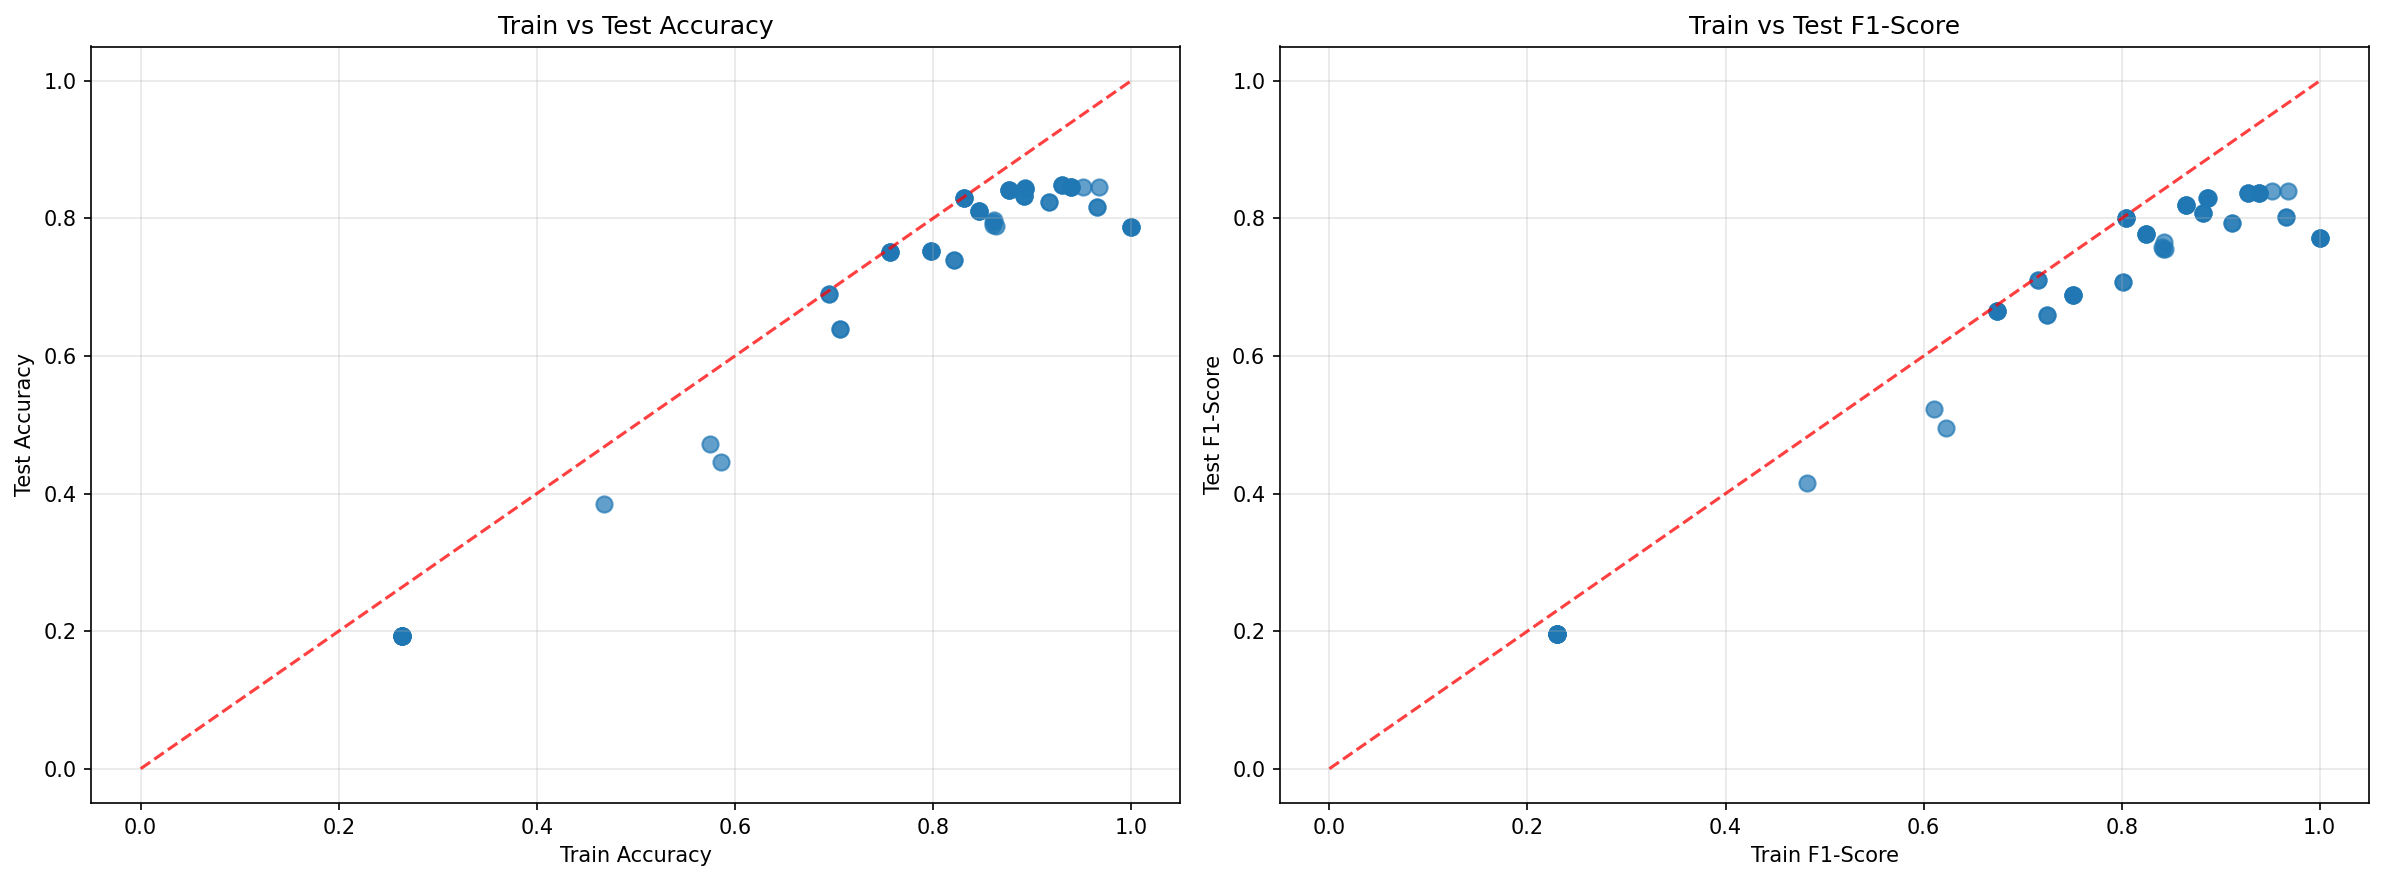 Train vs Test Accuracy
1.0
0.8
0.6
0.4
0.2
0.0
Test Accuracy
0.0 0.2 0.4 0.6 0.8 1.0
Train Accuracy
Train vs Test F1-Score
1.0
0.8
0.6
0.4
0.2
0.0
Test F1-Score
0.0 0.2 0.4 0.6 0.8 1.0
Train F1-Score